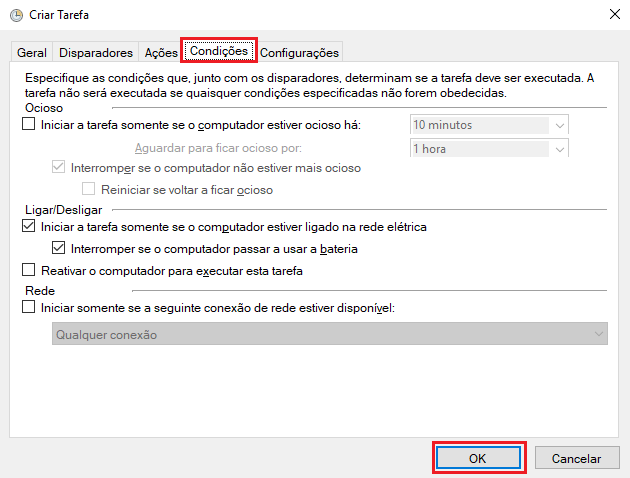 Criar Tarefa
Geral Disparadores Ações Condições Configurações
Especifique as condições que, junto com os disparadores, determinam se a tarefa deve ser executada. A
tarefa não será executada se quaisquer condições especificadas não forem obedecidas.
Ocioso
Iniciar a tarefa somente se o computador estiver ocioso há: 10 minutos
Aguardar para ficar ocioso por: 1 hora
Interromper se o computador não estiver mais ocioso
Reiniciar se voltar a ficar ocioso
Ligar/Desligar
Iniciar a tarefa somente se o computador estiver ligado na rede elétrica
Interromper se o computador passar a usar a bateria
Reativar o computador para executar esta tarefa
Rede
Iniciar somente se a seguinte conexão de rede estiver disponível:
Qualquer conexão
OK Cancelar